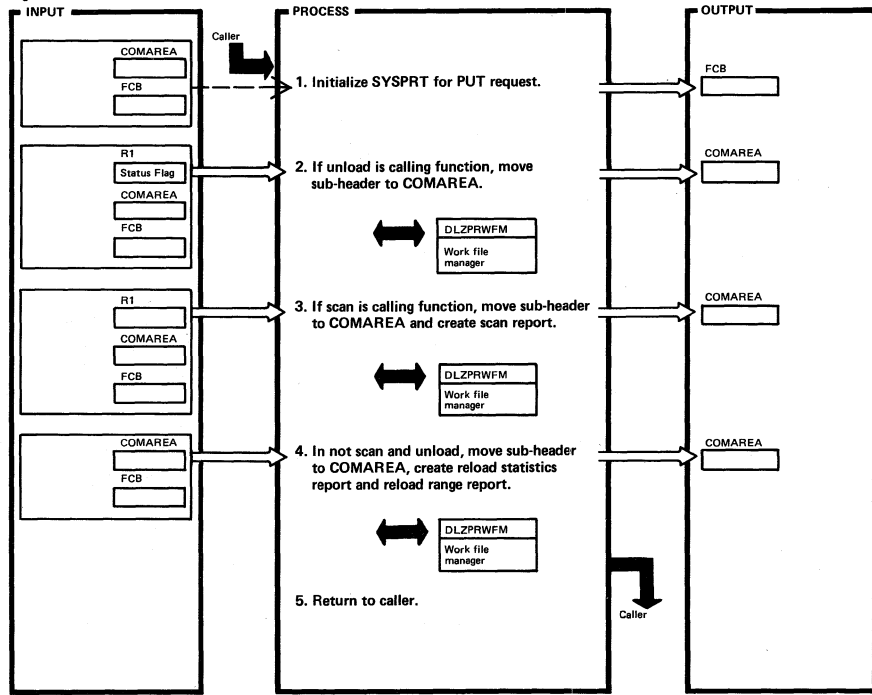 INPUT
PROCESS
OUTPUT
Caller
COMAREA
FCB
1. Initialize SYSPRT for PUT request.
FCB
R1
Status Flag
COMAREA
FCB
2. If unload is calling function, move
sub-header to COMAREA.
DLZPRWFM
Work file
manager
COMAREA
R1
COMAREA
FCB
3. If scan is calling function, move sub-header
to COMAREA and create scan report.
DLZPRWFM
Work file
manager
COMAREA
COMAREA
FCB
4. In not scan and unload, move sub-header
to COMAREA, create reload statistics
report and reload range report.
DLZPRWFM
Work file
manager
COMAREA
5. Return to caller.
Caller